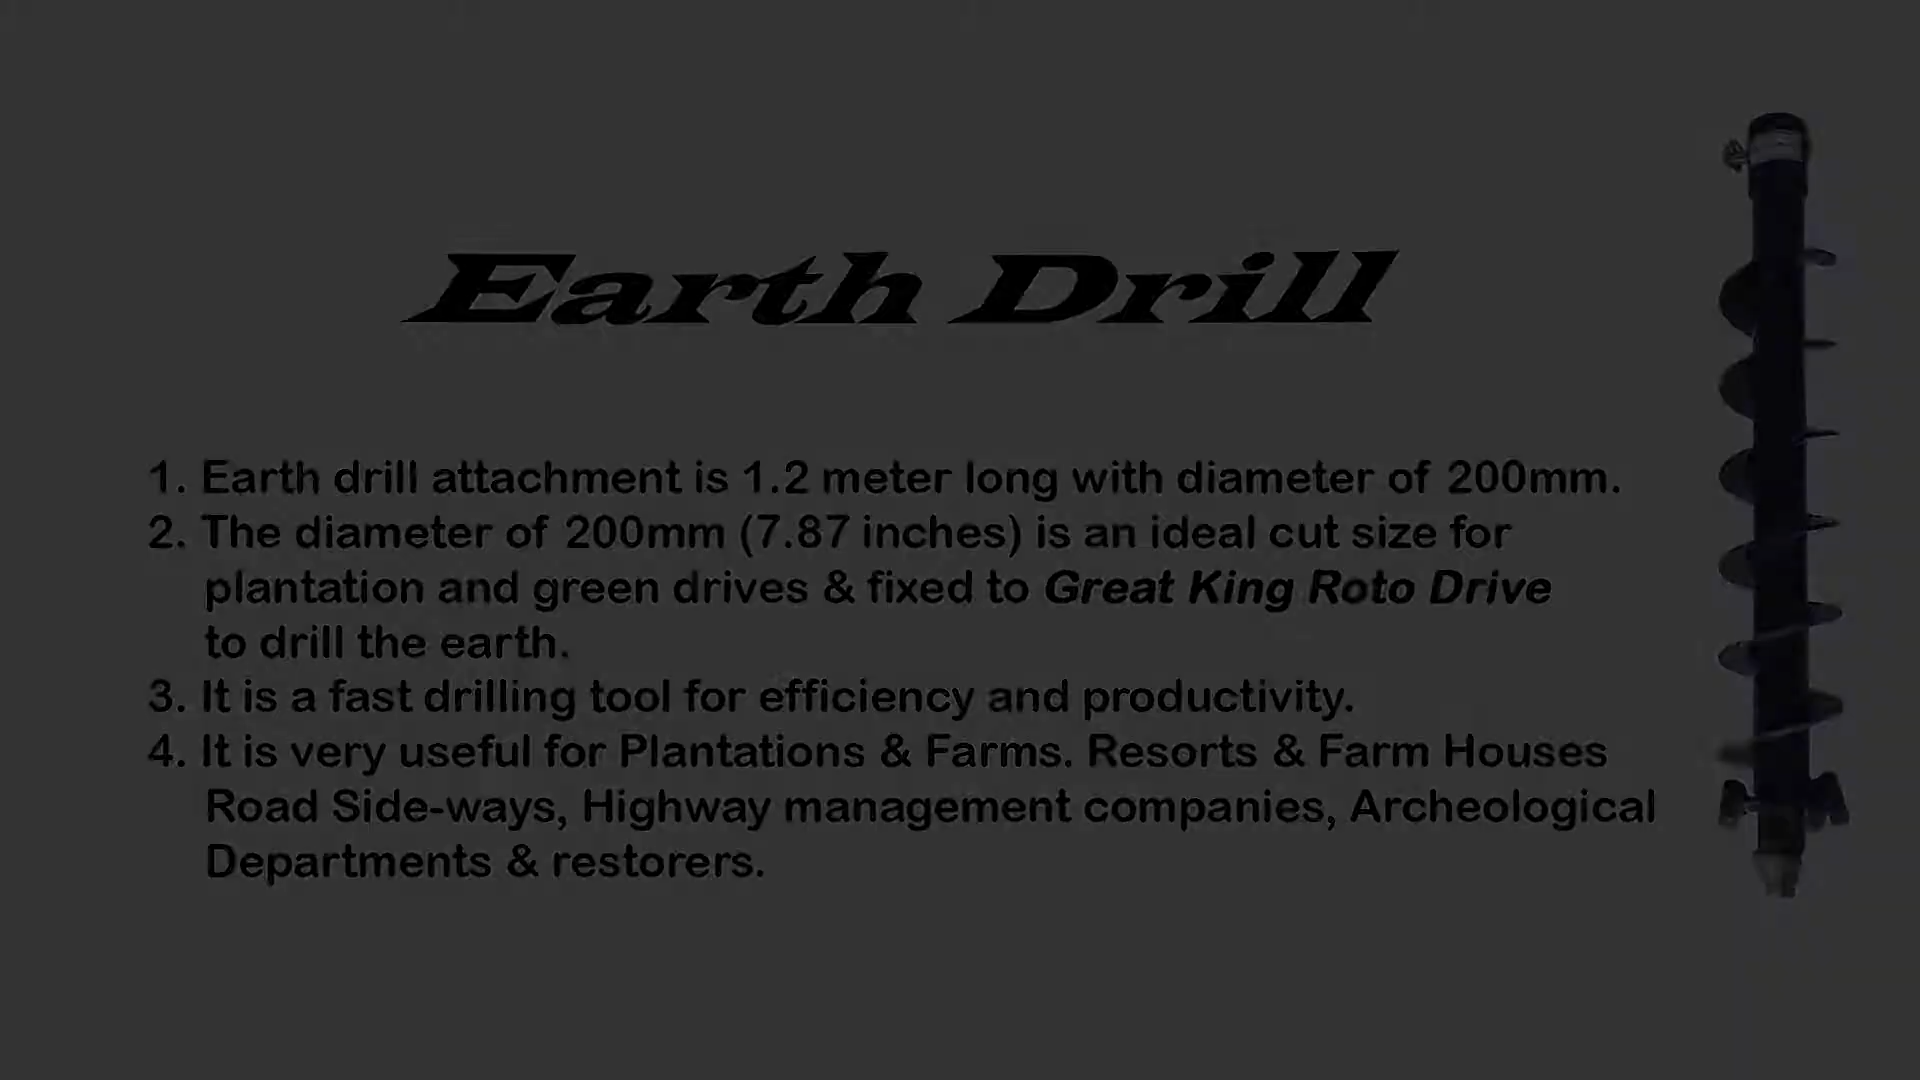 Earth Drill
1. Earth drill attachment is 1.2 meter long with diameter of 200mm.
2. The diameter of 200mm (7.87 inches) is an ideal cut size for
plantation and green drives & fixed to Great King Roto Drive
to drill the earth.
3. It is a fast drilling tool for efficiency and productivity.
4. It is very useful for Plantations & Farms. Resorts & Farm Houses
Road Side-ways, Highway management companies, Archeological
Departments & restorers.